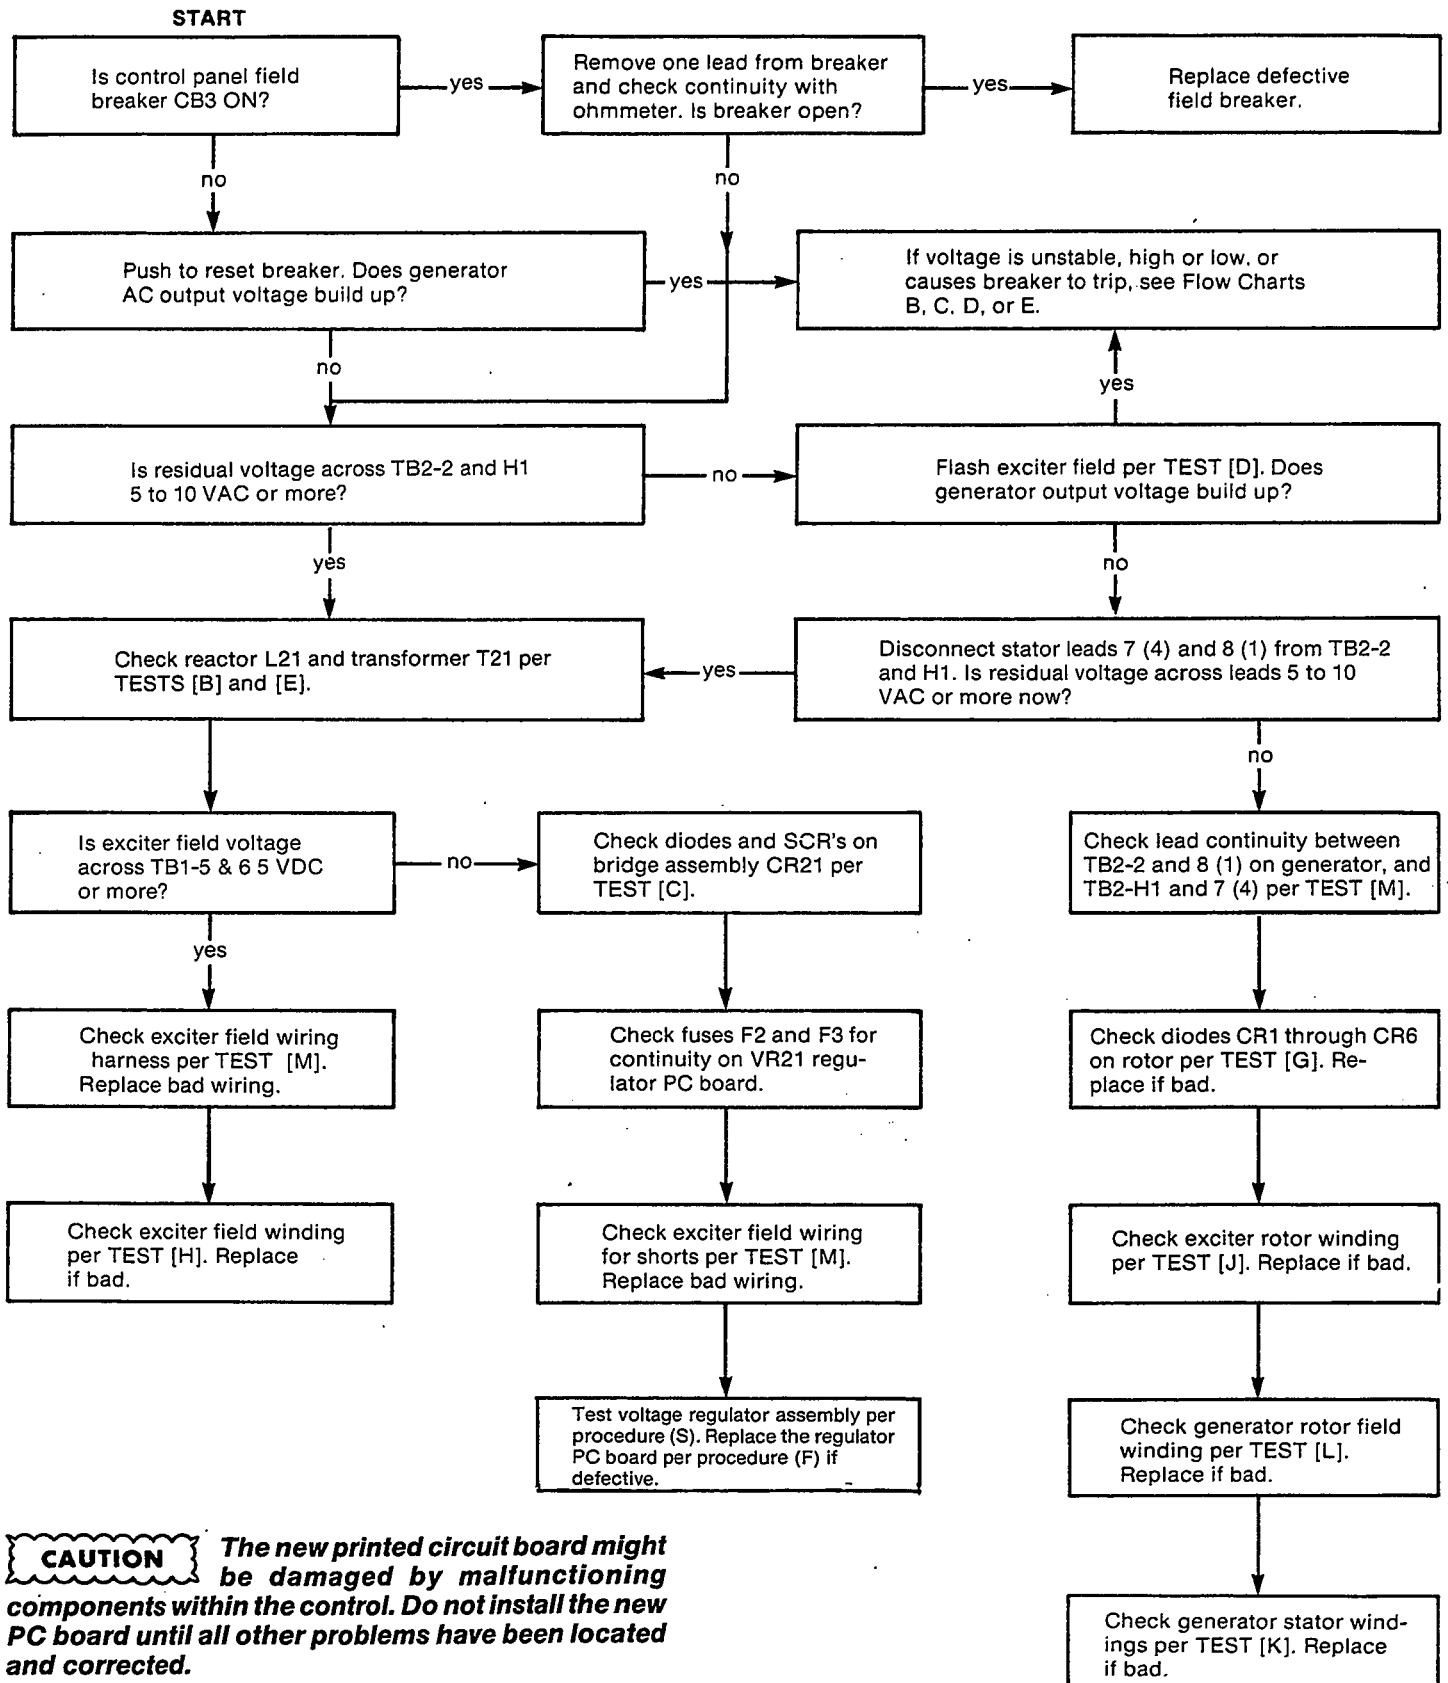 START
Is control panel field
breaker CB3 ON?
yes
Remove one lead from breaker
and check continuity with
ohmmeter. Is breaker open?
yes
Replace defective
field breaker.
no
no
Push to reset breaker. Does generator
AC output voltage build up?
yes
If voltage is unstable, high or low, or
causes breaker to trip, see Flow Charts
B, C, D, or E.
no
yes
Is residual voltage across TB2-2 and H1
5 to 10 VAC or more?
no
Flash exciter field per TEST [D]. Does
generator output voltage build up?
yes
no
Check reactor L21 and transformer T21 per
TESTS [B] and [E].
yes
Disconnect stator leads 7 (4) and 8 (1) from TB2-2
and H1. Is residual voltage across leads 5 to 10
VAC or more now?
no
Is exciter field voltage
across TB1-5 & 6 5 VDC
or more?
no
Check diodes and SCR's on
bridge assembly CR21 per
TEST [C].
Check lead continuity between
TB2-2 and 8 (1) on generator, and
TB2-H1 and 7 (4) per TEST [M].
yes
Check exciter field wiring
harness per TEST [M].
Replace bad wiring.
Check fuses F2 and F3 for
continuity on VR21 regu-
lator PC board.
Check diodes CR1 through CR6
on rotor per TEST [G]. Re-
place if bad.
Check exciter field winding
per TEST [H]. Replace
if bad.
Check exciter field wiring
for shorts per TEST [M].
Replace bad wiring.
Check exciter rotor winding
per TEST [J]. Replace if bad.
Test voltage regulator assembly per
procedure (S). Replace the regulator
PC board per procedure (F) if
defective.
Check generator rotor field
winding per TEST [L].
Replace if bad.
CAUTION The new printed circuit board might
be damaged by malfunctioning
components within the control. Do not install the new
PC board until all other problems have been located
and corrected.
Check generator stator wind-
ings per TEST [K]. Replace
if bad.